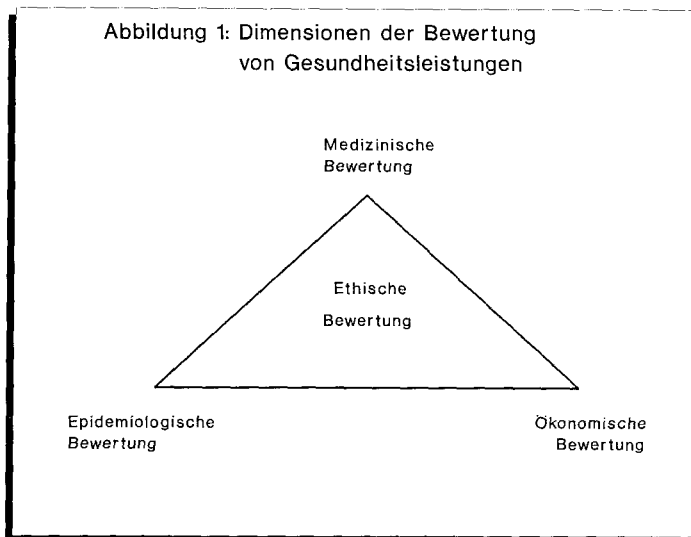 Abbildung 1: Dimensionen der Bewertung
von Gesundheitsleistungen
Medizinische
Bewertung
Ethische
Bewertung
Epidemiologische
Bewertung
Ökonomische
Bewertung